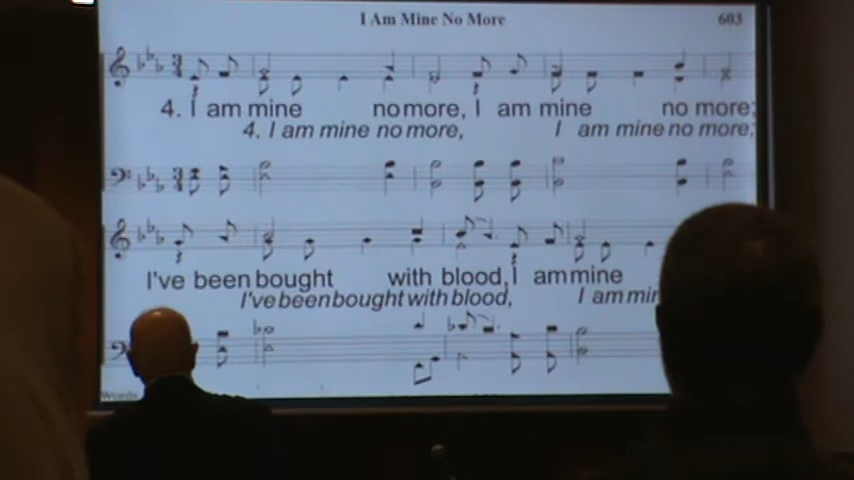 I Am Mine No More 603
4. I am mine no more, I am mine no more;
4. I am mine no more, I am mine no more;
I've been bought with blood, I am mine
I've been bought with blood, I am
Words